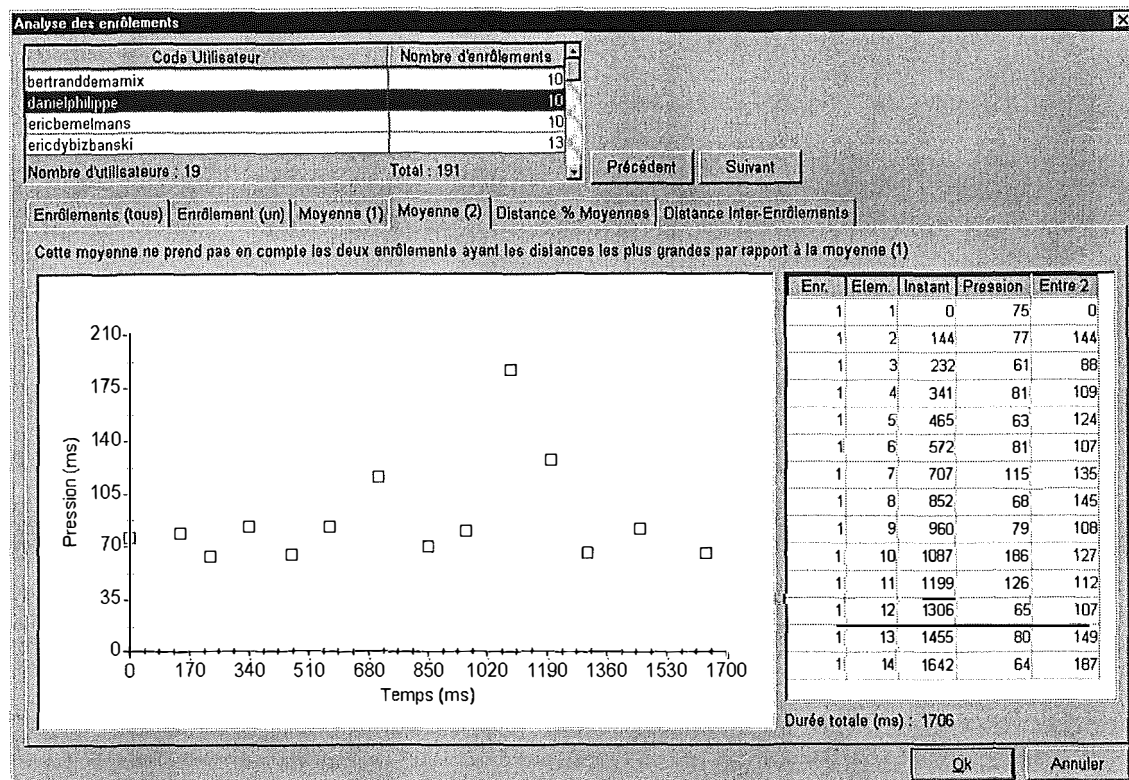 Analyse des enrôlements
Code Utilisateur Nombre d'enrôlements
bertranddemarnix 10
danielphilippe 10
ericbemelmans 10
ericdybizbanski 13
Nombre d'utilisateurs : 19 Total : 191
Précédent Suivant
Enrôlements (tous) Enrôlement (un) Moyenne (1) Moyenne (2) Distance % Moyennes Distance Inter-Enrôlements
Cette moyenne ne prend pas en compte les deux enrôlements ayant les distances les plus grandes par rapport à la moyenne (1)
Pression (ms)
210
175
140
105
70
35
0
0 170 340 510 680 850 1020 1190 1360 1530 1700
Temps (ms)
Enr. Elem. Instant Pression Entre 2
1 1 0 75 0
1 2 144 77 144
1 3 232 61 88
1 4 341 81 109
1 5 465 63 124
1 6 572 81 107
1 7 707 115 135
1 8 852 68 145
1 9 960 79 108
1 10 1087 186 127
1 11 1199 126 112
1 12 1306 65 107
1 13 1455 80 149
1 14 1642 64 187
Durée totale (ms) : 1706
Ok Annuler